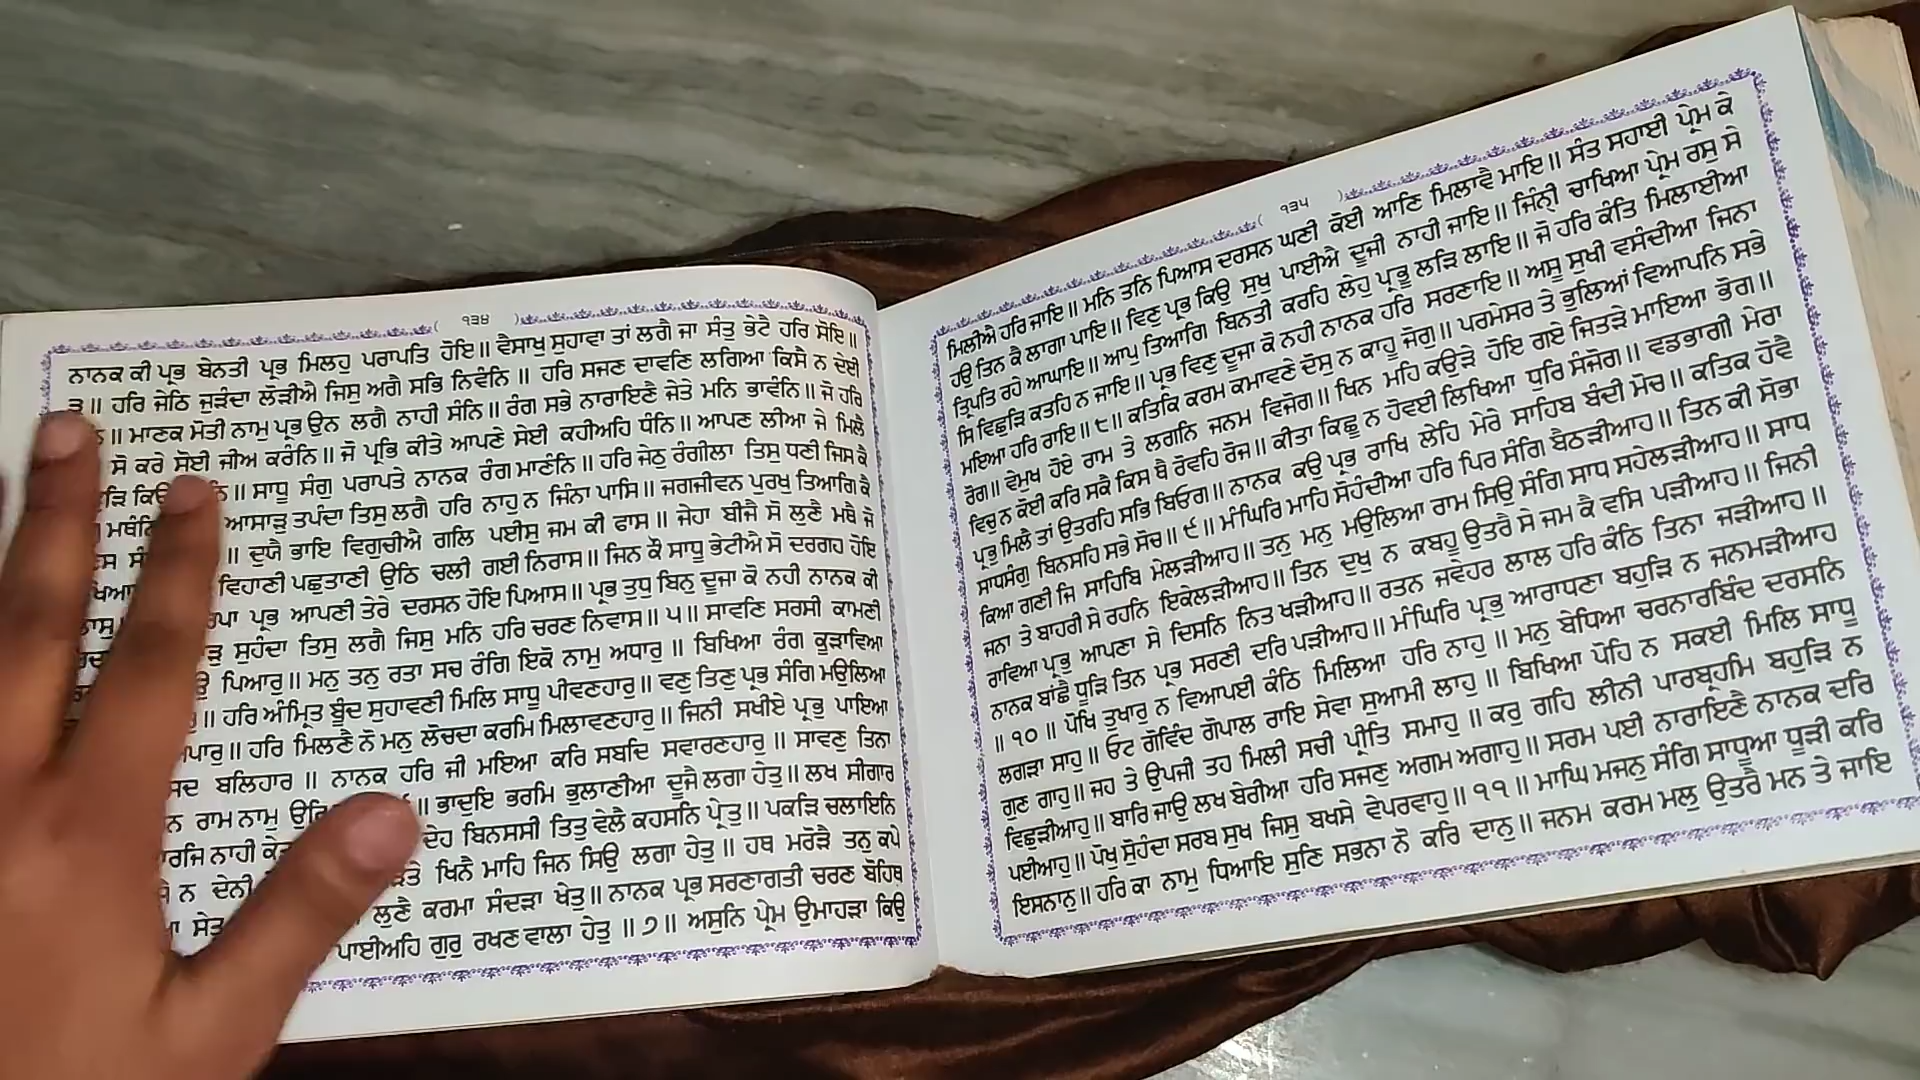 ੧੩੪
ਨਾਨਕ ਕੀ ਪ੍ਰਭ ਬੇਨਤੀ ਪ੍ਰਭ ਮਿਲਹੁ ਪਰਾਪਤਿ ਹੋਇ॥ ਵੈਸਾਖੁ ਸੁਹਾਵਾ ਤਾਂ ਲਗੈ ਜਾ ਸੰਤੁ ਭੇਟੈ ਹਰਿ ਸੋਇ॥
੩॥ ਹਰਿ ਜੇਠਿ ਜੁੜੰਦਾ ਲੋੜੀਐ ਜਿਸੁ ਅਗੈ ਸਭਿ ਨਿਵੰਨਿ॥ ਹਰਿ ਸਜਣ ਦਾਵਣਿ ਲਗਿਆ ਕਿਸੈ ਨ ਦੇਈ
॥ ਮਾਣਕ ਮੋਤੀ ਨਾਮੁ ਪ੍ਰਭ ਉਨ ਲਗੈ ਨਾਹੀ ਸੰਨਿ॥ ਰੰਗ ਸਭੇ ਨਾਰਾਇਣੈ ਜੇਤੇ ਮਨਿ ਭਾਵੰਨਿ॥ ਜੋ ਹਰਿ
ਸੋ ਕਰੇ ਸੋਈ ਜੀਅ ਕਰੰਨਿ॥ ਜੋ ਪ੍ਰਭਿ ਕੀਤੇ ਆਪਣੇ ਸੇਈ ਕਹੀਅਹਿ ਧੰਨਿ॥ ਆਪਣ ਲੀਆ ਜੇ ਮਿਲੈ
॥ ਸਾਧੂ ਸੰਗੁ ਪਰਾਪਤੇ ਨਾਨਕ ਰੰਗ ਮਾਣੰਨਿ॥ ਹਰਿ ਜੇਠੁ ਰੰਗੀਲਾ ਤਿਸੁ ਧਣੀ ਜਿਸ ਕੈ
ਆਸਾੜੁ ਤਪੰਦਾ ਤਿਸੁ ਲਗੈ ਹਰਿ ਨਾਹੁ ਨ ਜਿੰਨਾ ਪਾਸਿ॥ ਜਗਜੀਵਨ ਪੁਰਖੁ ਤਿਆਗਿ ਕੈ
॥ ਦੁਯੈ ਭਾਇ ਵਿਗੁਚੀਐ ਗਲਿ ਪਈਸੁ ਜਮ ਕੀ ਫਾਸ॥ ਜੇਹਾ ਬੀਜੈ ਸੋ ਲੁਣੈ ਮਥੈ ਜੋ
ਵਿਹਾਣੀ ਪਛੁਤਾਣੀ ਉਠਿ ਚਲੀ ਗਈ ਨਿਰਾਸ॥ ਜਿਨ ਕੌ ਸਾਧੂ ਭੇਟੀਐ ਸੋ ਦਰਗਹ ਹੋਇ
ਪ੍ਰਭ ਆਪਣੀ ਤੇਰੇ ਦਰਸਨ ਹੋਇ ਪਿਆਸ॥ ਪ੍ਰਭ ਤੁਧੁ ਬਿਨੁ ਦੂਜਾ ਕੋ ਨਹੀ ਨਾਨਕ ਕੀ
ਸੁਹੰਦਾ ਤਿਸੁ ਲਗੈ ਜਿਸੁ ਮਨਿ ਹਰਿ ਚਰਣ ਨਿਵਾਸ॥ ੫॥ ਸਾਵਣਿ ਸਰਸੀ ਕਾਮਣੀ
ਪਿਆਰੁ॥ ਮਨੁ ਤਨੁ ਰਤਾ ਸਚ ਰੰਗਿ ਇਕੋ ਨਾਮੁ ਅਧਾਰੁ॥ ਬਿਖਿਆ ਰੰਗ ਕੂੜਾਵਿਆ
॥ ਹਰਿ ਅੰਮ੍ਰਿਤ ਬੂੰਦ ਸੁਹਾਵਣੀ ਮਿਲਿ ਸਾਧੂ ਪੀਵਣਹਾਰੁ॥ ਵਣੁ ਤਿਣੁ ਪ੍ਰਭ ਸੰਗਿ ਮਉਲਿਆ
॥ ਹਰਿ ਮਿਲਣੈ ਨੋ ਮਨੁ ਲੋਚਦਾ ਕਰਮਿ ਮਿਲਾਵਣਹਾਰੁ॥ ਜਿਨੀ ਸਖੀਏ ਪ੍ਰਭੁ ਪਾਇਆ
ਸਦ ਬਲਿਹਾਰ॥ ਨਾਨਕ ਹਰਿ ਜੀ ਮਇਆ ਕਰਿ ਸਬਦਿ ਸਵਾਰਣਹਾਰੁ॥ ਸਾਵਣੁ ਤਿਨਾ
ਰਾਮ ਨਾਮੁ ॥ ਭਾਦੁਇ ਭਰਮਿ ਭੁਲਾਣੀਆ ਦੂਜੈ ਲਗਾ ਹੇਤੁ॥ ਲਖ ਸੀਗਾਰ
ਨਾਹੀ ਦੇਹ ਬਿਨਸਸੀ ਤਿਤੁ ਵੇਲੈ ਕਹਸਨਿ ਪ੍ਰੇਤੁ॥ ਪਕੜਿ ਚਲਾਇਨਿ
ਨ ਦੇਨੀ ਖਿਨੈ ਮਾਹਿ ਜਿਨ ਸਿਉ ਲਗਾ ਹੇਤੁ॥ ਹਥ ਮਰੋੜੈ ਤਨੁ ਕਪੇ
ਲੁਣੈ ਕਰਮਾ ਸੰਦੜਾ ਖੇਤੁ॥ ਨਾਨਕ ਪ੍ਰਭ ਸਰਣਾਗਤੀ ਚਰਣ ਬੋਹਿਥ
ਪਾਈਅਹਿ ਗੁਰੁ ਰਖਣ ਵਾਲਾ ਹੇਤੁ॥ ੭॥ ਅਸੁਨਿ ਪ੍ਰੇਮ ਉਮਾਹੜਾ ਕਿਉ
੧੩੫
ਮਿਲੀਐ ਹਰਿ ਜਾਇ॥ ਮਨਿ ਤਨਿ ਪਿਆਸ ਦਰਸਨ ਘਣੀ ਕੋਈ ਆਣਿ ਮਿਲਾਵੈ ਮਾਇ॥ ਸੰਤ ਸਹਾਈ ਪ੍ਰੇਮ ਕੇ
ਹਉ ਤਿਨ ਕੈ ਲਾਗਾ ਪਾਇ॥ ਵਿਣੁ ਪ੍ਰਭ ਕਿਉ ਸੁਖੁ ਪਾਈਐ ਦੂਜੀ ਨਾਹੀ ਜਾਇ॥ ਜਿੰਨੀ ਚਾਖਿਆ ਪ੍ਰੇਮ ਰਸੁ ਸੇ
ਤ੍ਰਿਪਤਿ ਰਹੇ ਆਘਾਇ॥ ਆਪੁ ਤਿਆਗਿ ਬਿਨਤੀ ਕਰਹਿ ਲੇਹੁ ਪ੍ਰਭੂ ਲੜਿ ਲਾਇ॥ ਜੋ ਹਰਿ ਕੰਤਿ ਮਿਲਾਈਆ
ਸਿ ਵਿਛੁੜਿ ਕਤਹਿ ਨ ਜਾਇ॥ ਪ੍ਰਭ ਵਿਣੁ ਦੂਜਾ ਕੋ ਨਹੀ ਨਾਨਕ ਹਰਿ ਸਰਣਾਇ॥ ਅਸੂ ਸੁਖੀ ਵਸੰਦੀਆ ਜਿਨਾ
ਮਇਆ ਹਰਿ ਰਾਇ॥ ੮॥ ਕਤਿਕਿ ਕਰਮ ਕਮਾਵਣੇ ਦੋਸੁ ਨ ਕਾਹੂ ਜੋਗੁ॥ ਪਰਮੇਸਰ ਤੇ ਭੁਲਿਆਂ ਵਿਆਪਨਿ ਸਭੇ
ਰੋਗ॥ ਵੇਮੁਖ ਹੋਏ ਰਾਮ ਤੇ ਲਗਨਿ ਜਨਮ ਵਿਜੋਗ॥ ਖਿਨ ਮਹਿ ਕਉੜੇ ਹੋਇ ਗਏ ਜਿਤੜੇ ਮਾਇਆ ਭੋਗ॥
ਵਿਚੁ ਨ ਕੋਈ ਕਰਿ ਸਕੈ ਕਿਸ ਥੈ ਰੋਵਹਿ ਰੋਜ॥ ਕੀਤਾ ਕਿਛੂ ਨ ਹੋਵਈ ਲਿਖਿਆ ਧੁਰਿ ਸੰਜੋਗ॥ ਵਡਭਾਗੀ ਮੇਰਾ
ਪ੍ਰਭੁ ਮਿਲੈ ਤਾਂ ਉਤਰਹਿ ਸਭਿ ਬਿਓਗ॥ ਨਾਨਕ ਕਉ ਪ੍ਰਭ ਰਾਖਿ ਲੇਹਿ ਮੇਰੇ ਸਾਹਿਬ ਬੰਦੀ ਮੋਚ॥ ਕਤਿਕ ਹੋਵੈ
ਸਾਧਸੰਗੁ ਬਿਨਸਹਿ ਸਭੇ ਸੋਚ॥ ੯॥ ਮੰਘਿਰਿ ਮਾਹਿ ਸੋਹੰਦੀਆ ਹਰਿ ਪਿਰ ਸੰਗਿ ਬੈਠੜੀਆਹ॥ ਤਿਨ ਕੀ ਸੋਭਾ
ਕਿਆ ਗਣੀ ਜਿ ਸਾਹਿਬਿ ਮੇਲੜੀਆਹ॥ ਤਨੁ ਮਨੁ ਮਉਲਿਆ ਰਾਮ ਸਿਉ ਸੰਗਿ ਸਾਧ ਸਹੇਲੜੀਆਹ॥ ਸਾਧ
ਜਨਾ ਤੇ ਬਾਹਰੀ ਸੇ ਰਹਨਿ ਇਕੇਲੜੀਆਹ॥ ਤਿਨ ਦੁਖੁ ਨ ਕਬਹੂ ਉਤਰੈ ਸੇ ਜਮ ਕੈ ਵਸਿ ਪੜੀਆਹ॥ ਜਿਨੀ
ਰਾਵਿਆ ਪ੍ਰਭੁ ਆਪਣਾ ਸੇ ਦਿਸਨਿ ਨਿਤ ਖੜੀਆਹ॥ ਰਤਨ ਜਵੇਹਰ ਲਾਲ ਹਰਿ ਕੰਠਿ ਤਿਨਾ ਜੜੀਆਹ॥
ਨਾਨਕ ਬਾਂਛੈ ਧੂੜਿ ਤਿਨ ਪ੍ਰਭ ਸਰਣੀ ਦਰਿ ਪੜੀਆਹ॥ ਮੰਘਿਰਿ ਪ੍ਰਭੁ ਆਰਾਧਣਾ ਬਹੁੜਿ ਨ ਜਨਮੜੀਆਹ
॥ ੧੦॥ ਪੋਖਿ ਤੁਖਾਰੁ ਨ ਵਿਆਪਈ ਕੰਠਿ ਮਿਲਿਆ ਹਰਿ ਨਾਹੁ॥ ਮਨੁ ਬੇਧਿਆ ਚਰਨਾਰਬਿੰਦ ਦਰਸਨਿ
ਲਗੜਾ ਸਾਹੁ॥ ਓਟ ਗੋਵਿੰਦ ਗੋਪਾਲ ਰਾਇ ਸੇਵਾ ਸੁਆਮੀ ਲਾਹੁ॥ ਬਿਖਿਆ ਪੋਹਿ ਨ ਸਕਈ ਮਿਲਿ ਸਾਧੂ
ਗੁਣ ਗਾਹੁ॥ ਜਹ ਤੇ ਉਪਜੀ ਤਹ ਮਿਲੀ ਸਚੀ ਪ੍ਰੀਤਿ ਸਮਾਹੁ॥ ਕਰੁ ਗਹਿ ਲੀਨੀ ਪਾਰਬ੍ਰਹਮਿ ਬਹੁੜਿ ਨ
ਵਿਛੁੜੀਆਹੁ॥ ਬਾਰਿ ਜਾਉ ਲਖ ਬੇਰੀਆ ਹਰਿ ਸਜਣੁ ਅਗਮ ਅਗਾਹੁ॥ ਸਰਮ ਪਈ ਨਾਰਾਇਣੈ ਨਾਨਕ ਦਰਿ
ਪਈਆਹੁ॥ ਪੋਖੁ ਸੋੁਹੰਦਾ ਸਰਬ ਸੁਖ ਜਿਸੁ ਬਖਸੇ ਵੇਪਰਵਾਹੁ॥ ੧੧॥ ਮਾਘਿ ਮਜਨੁ ਸੰਗਿ ਸਾਧੂਆ ਧੂੜੀ ਕਰਿ
ਇਸਨਾਨੁ॥ ਹਰਿ ਕਾ ਨਾਮੁ ਧਿਆਇ ਸੁਣਿ ਸਭਨਾ ਨੋ ਕਰਿ ਦਾਨੁ॥ ਜਨਮ ਕਰਮ ਮਲੁ ਉਤਰੈ ਮਨ ਤੇ ਜਾਇ